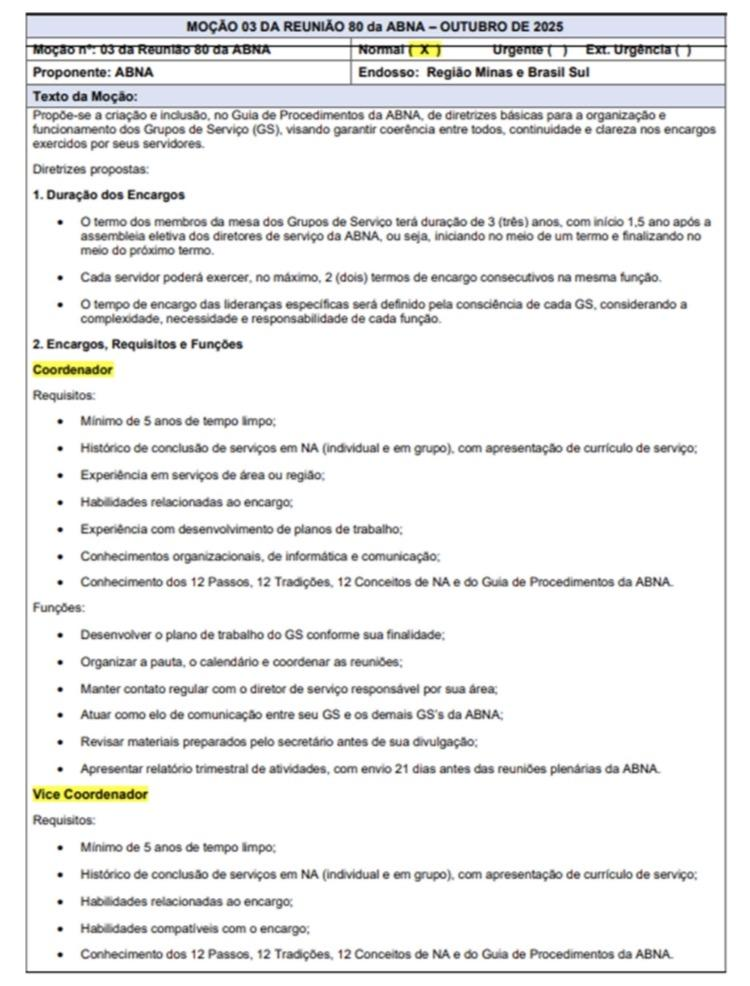 MOÇÃO 03 DA REUNIÃO 80 da ABNA – OUTUBRO DE 2025
Moção nº: 03 da Reunião 80 da ABNA Normal ( X ) Urgente ( ) Ext. Urgência ( )
Proponente: ABNA Endosso: Região Minas e Brasil Sul
Texto da Moção:
Propõe-se a criação e inclusão, no Guia de Procedimentos da ABNA, de diretrizes básicas para a organização e
funcionamento dos Grupos de Serviço (GS), visando garantir coerência entre todos, continuidade e clareza nos encargos
exercidos por seus servidores.
Diretrizes propostas:
1. Duração dos Encargos
• O termo dos membros da mesa dos Grupos de Serviço terá duração de 3 (três) anos, com início 1,5 ano após a
assembleia eletiva dos diretores de serviço da ABNA, ou seja, iniciando no meio de um termo e finalizando no
meio do próximo termo.
• Cada servidor poderá exercer, no máximo, 2 (dois) termos de encargo consecutivos na mesma função.
• O tempo de encargo das lideranças específicas será definido pela consciência de cada GS, considerando a
complexidade, necessidade e responsabilidade de cada função.
2. Encargos, Requisitos e Funções
Coordenador
Requisitos:
• Mínimo de 5 anos de tempo limpo;
• Histórico de conclusão de serviços em NA (individual e em grupo), com apresentação de currículo de serviço;
• Experiência em serviços de área ou região;
• Habilidades relacionadas ao encargo;
• Experiência com desenvolvimento de planos de trabalho;
• Conhecimentos organizacionais, de informática e comunicação;
• Conhecimento dos 12 Passos, 12 Tradições, 12 Conceitos de NA e do Guia de Procedimentos da ABNA.
Funções:
• Desenvolver o plano de trabalho do GS conforme sua finalidade;
• Organizar a pauta, o calendário e coordenar as reuniões;
• Manter contato regular com o diretor de serviço responsável por sua área;
• Atuar como elo de comunicação entre seu GS e os demais GS's da ABNA;
• Revisar materiais preparados pelo secretário antes de sua divulgação;
• Apresentar relatório trimestral de atividades, com envio 21 dias antes das reuniões plenárias da ABNA.
Vice Coordenador
Requisitos:
• Mínimo de 5 anos de tempo limpo;
• Histórico de conclusão de serviços em NA (individual e em grupo), com apresentação de currículo de serviço;
• Habilidades relacionadas ao encargo;
• Habilidades compatíveis com o encargo;
• Conhecimento dos 12 Passos, 12 Tradições, 12 Conceitos de NA e do Guia de Procedimentos da ABNA.